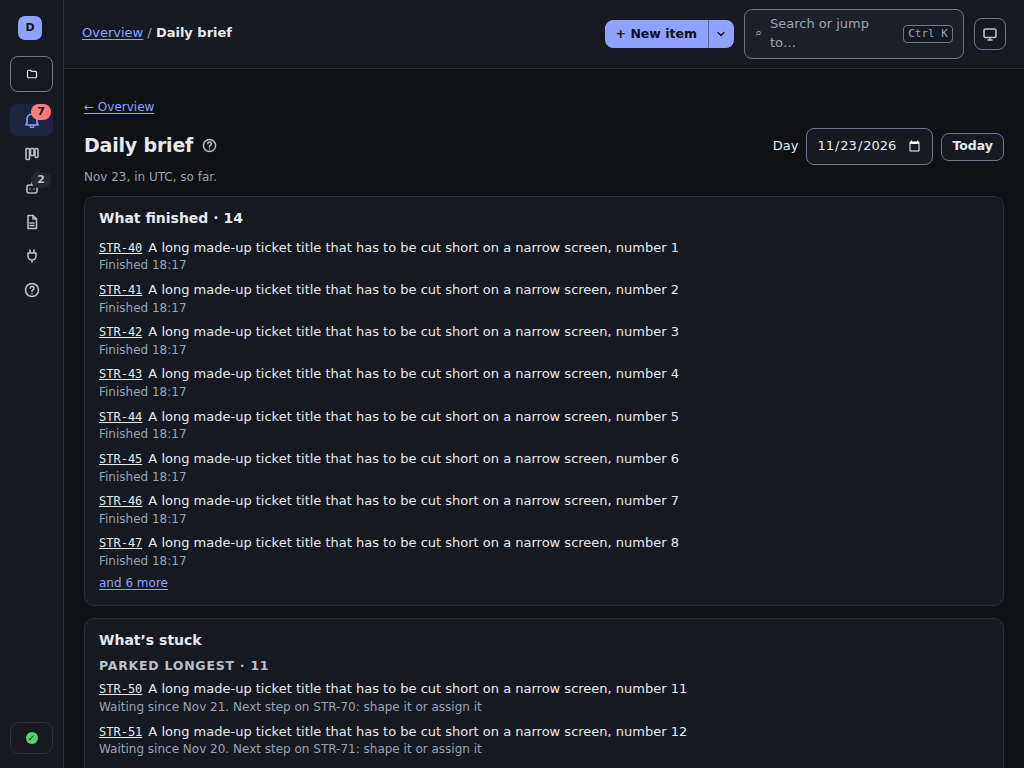 D
Overview / Daily brief
+ New item
Search or jump to…
Ctrl K
7
2
← Overview
Daily brief
Day 11/23/2026 Today
Nov 23, in UTC, so far.
What finished · 14
STR-40 A long made-up ticket title that has to be cut short on a narrow screen, number 1
Finished 18:17
STR-41 A long made-up ticket title that has to be cut short on a narrow screen, number 2
Finished 18:17
STR-42 A long made-up ticket title that has to be cut short on a narrow screen, number 3
Finished 18:17
STR-43 A long made-up ticket title that has to be cut short on a narrow screen, number 4
Finished 18:17
STR-44 A long made-up ticket title that has to be cut short on a narrow screen, number 5
Finished 18:17
STR-45 A long made-up ticket title that has to be cut short on a narrow screen, number 6
Finished 18:17
STR-46 A long made-up ticket title that has to be cut short on a narrow screen, number 7
Finished 18:17
STR-47 A long made-up ticket title that has to be cut short on a narrow screen, number 8
Finished 18:17
and 6 more
What’s stuck
PARKED LONGEST · 11
STR-50 A long made-up ticket title that has to be cut short on a narrow screen, number 11
Waiting since Nov 21. Next step on STR-70: shape it or assign it
STR-51 A long made-up ticket title that has to be cut short on a narrow screen, number 12
Waiting since Nov 20. Next step on STR-71: shape it or assign it